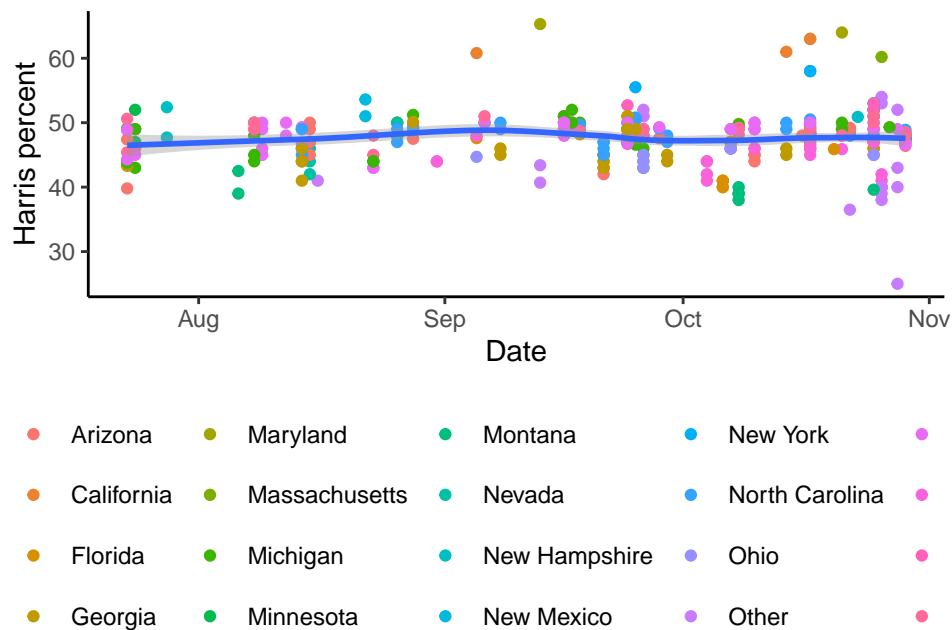 Harris percent
60
50
40
30
Aug Sep Oct Nov
Date
Arizona Maryland Montana New York
California Massachusetts Nevada North Carolina
Florida Michigan New Hampshire Ohio
Georgia Minnesota New Mexico Other